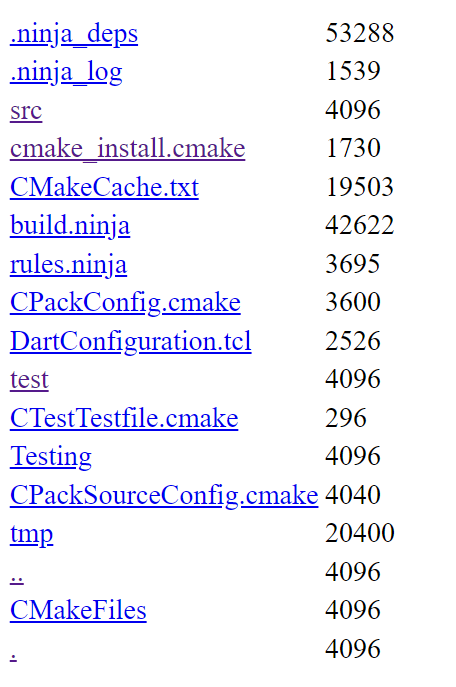 .ninja_deps 53288
.ninja_log 1539
src 4096
cmake_install.cmake 1730
CMakeCache.txt 19503
build.ninja 42622
rules.ninja 3695
CPackConfig.cmake 3600
DartConfiguration.tcl 2526
test 4096
CTestTestfile.cmake 296
Testing 4096
CPackSourceConfig.cmake 4040
tmp 20400
.. 4096
CMakeFiles 4096
. 4096